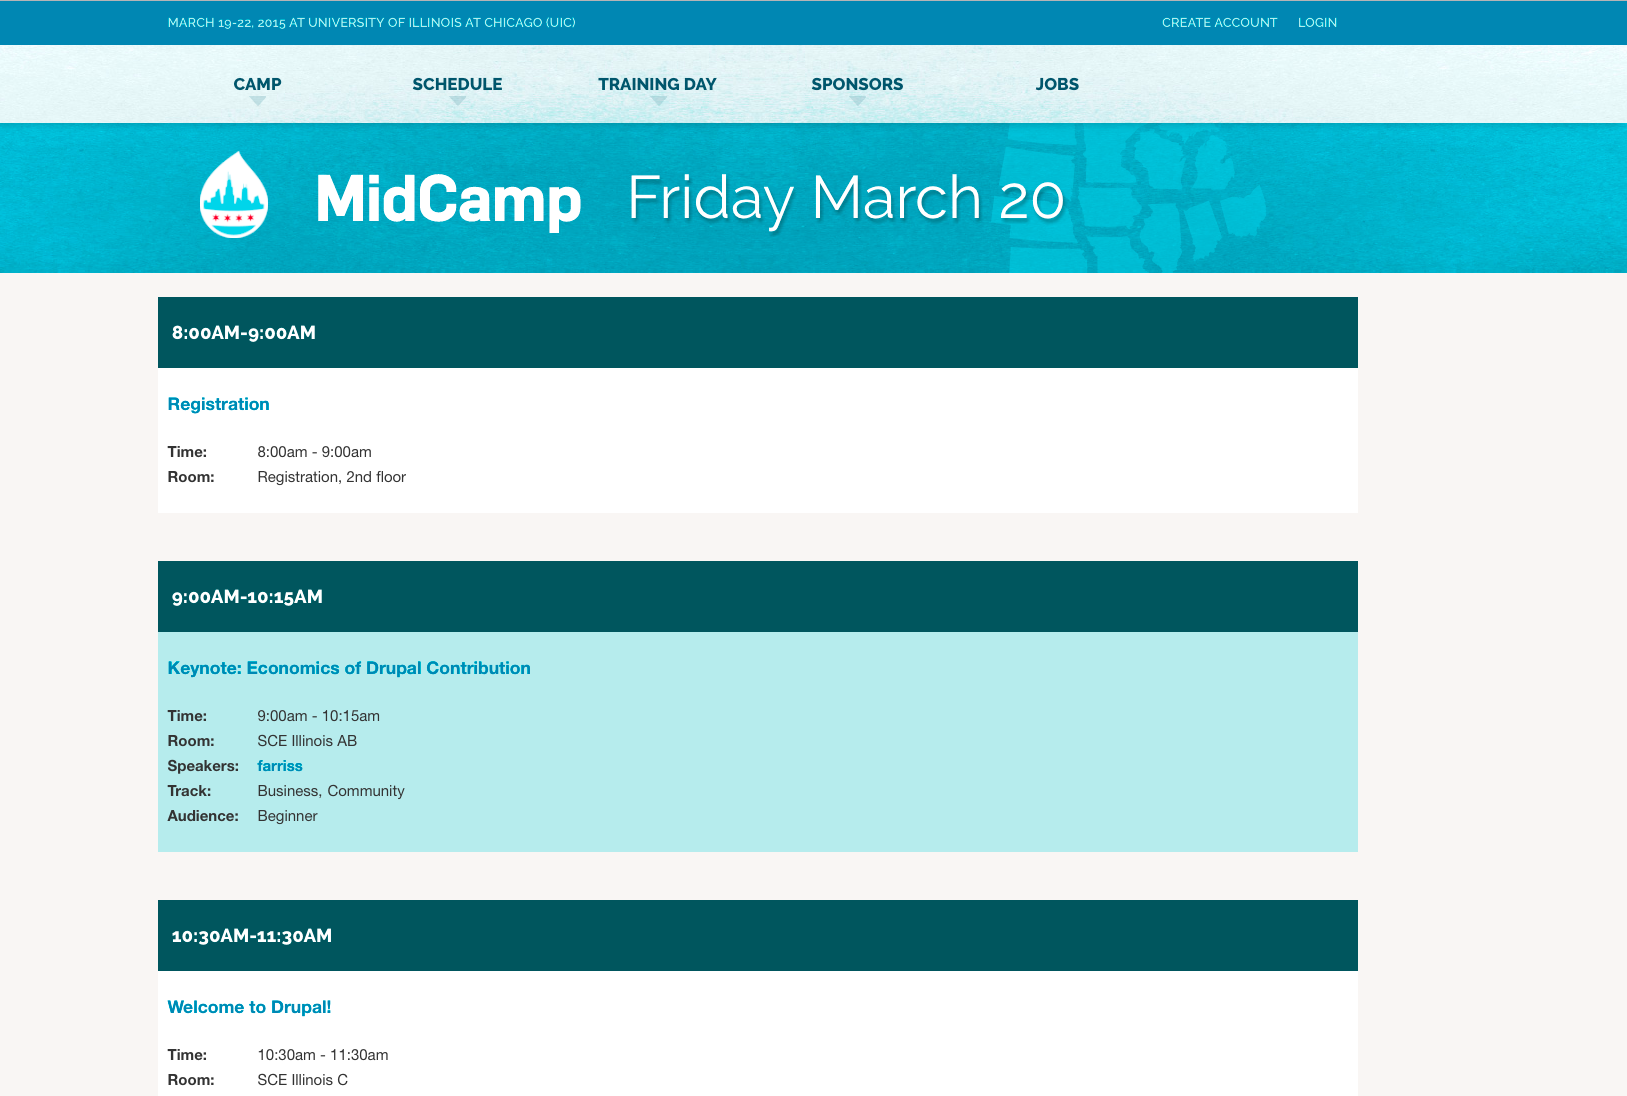 MARCH 19-22, 2015 AT UNIVERSITY OF ILLINOIS AT CHICAGO (UIC) CREATE ACCOUNT LOGIN
CAMP SCHEDULE TRAINING DAY SPONSORS JOBS
MidCamp Friday March 20
8:00AM-9:00AM
Registration
Time: 8:00am - 9:00am
Room: Registration, 2nd floor
9:00AM-10:15AM
Keynote: Economics of Drupal Contribution
Time: 9:00am - 10:15am
Room: SCE Illinois AB
Speakers: farriss
Track: Business, Community
Audience: Beginner
10:30AM-11:30AM
Welcome to Drupal!
Time: 10:30am - 11:30am
Room: SCE Illinois C